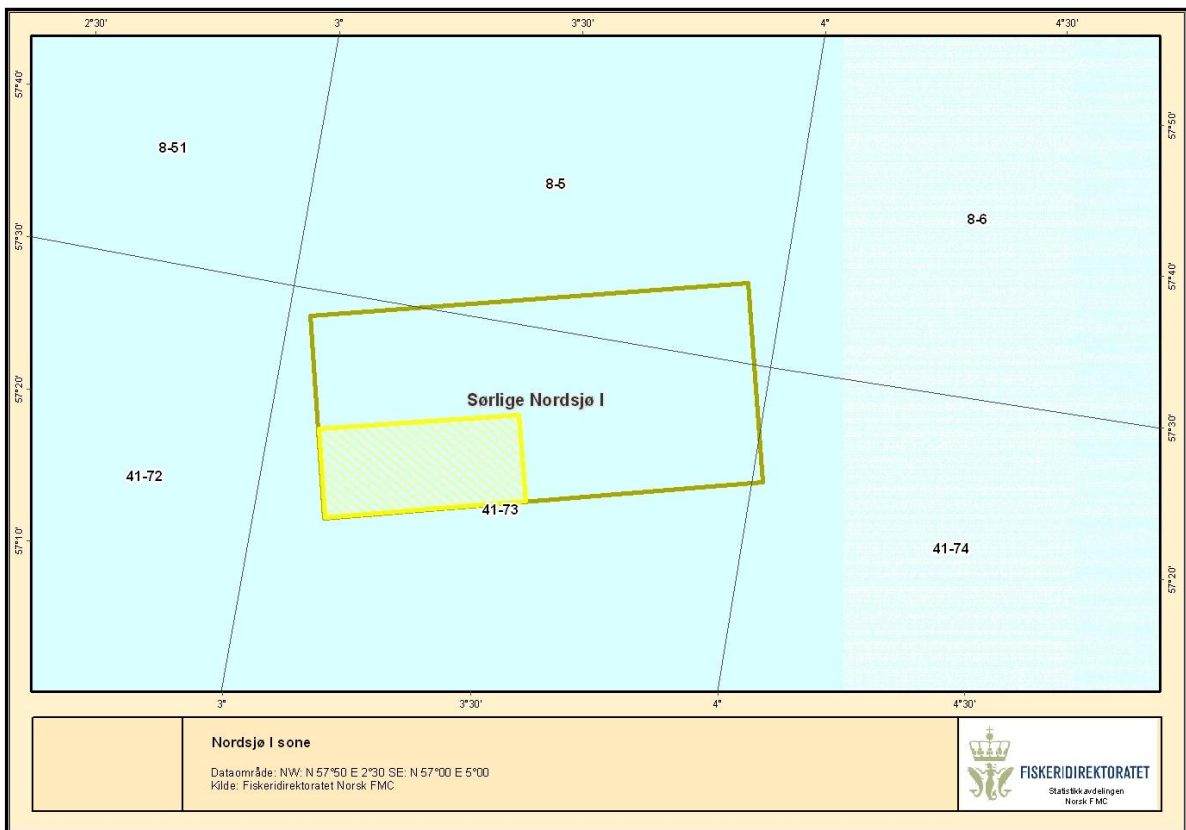 2°30' 3° 3°30' 4° 4°30'
57°40'
57°50'
8-51
8-5
8-6
57°30'
57°40'
57°20'
Sørlige Nordsjø I
57°30'
41-72
41-73
57°10'
41-74
57°20'
3° 3°30' 4° 4°30'
Nordsjø I sone
Dataområde: NW: N 57°50 E 2°30 SE: N 57°00 E 5°00
Kilde: Fiskeridirektoratet Norsk FMC
FISKERIDIREKTORATET
Statistikkavdelingen
Norsk FMC